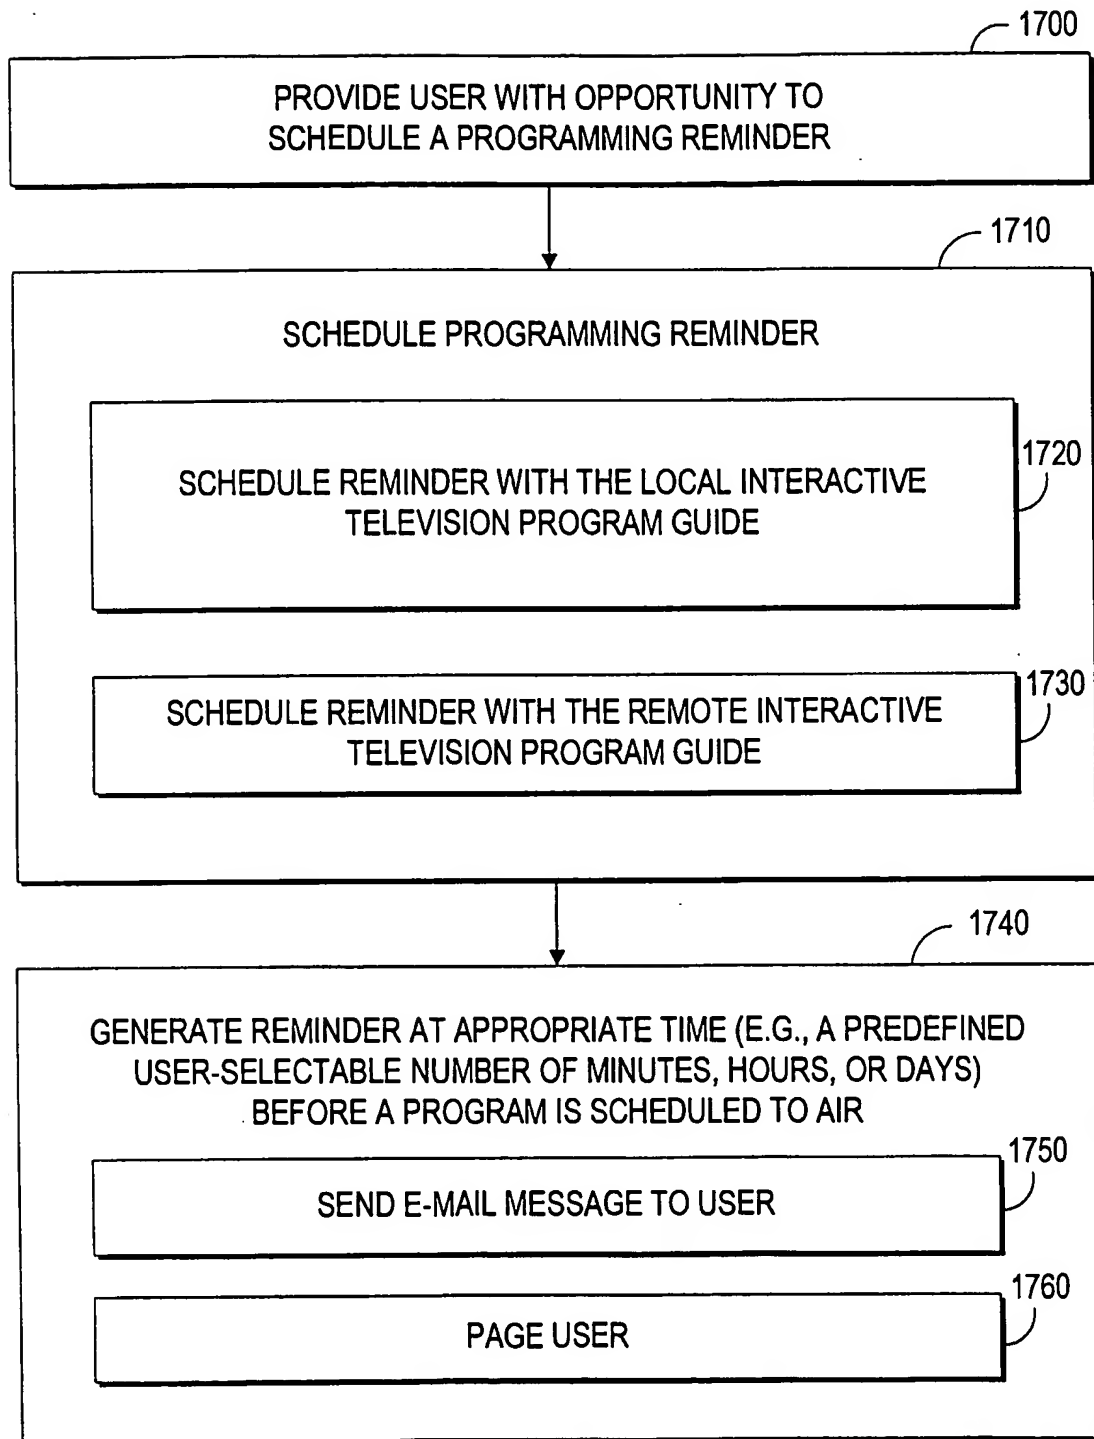 1700
PROVIDE USER WITH OPPORTUNITY TO
SCHEDULE A PROGRAMMING REMINDER
1710
SCHEDULE PROGRAMMING REMINDER
1720
SCHEDULE REMINDER WITH THE LOCAL INTERACTIVE
TELEVISION PROGRAM GUIDE
1730
SCHEDULE REMINDER WITH THE REMOTE INTERACTIVE
TELEVISION PROGRAM GUIDE
1740
GENERATE REMINDER AT APPROPRIATE TIME (E.G., A PREDEFINED
USER-SELECTABLE NUMBER OF MINUTES, HOURS, OR DAYS)
BEFORE A PROGRAM IS SCHEDULED TO AIR
1750
SEND E-MAIL MESSAGE TO USER
1760
PAGE USER